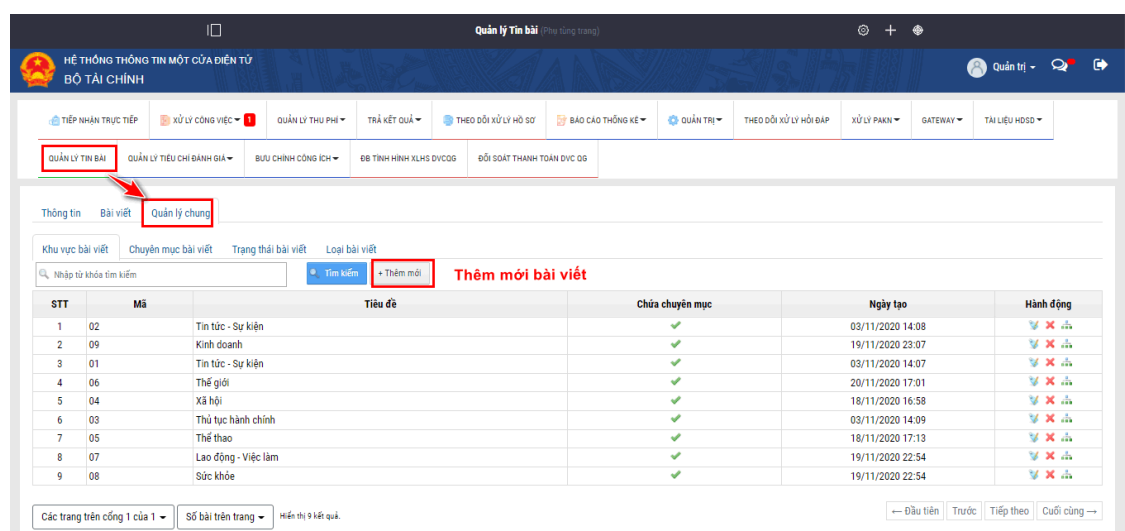 Quản lý Tin bài (Phụ tùng trang)
HỆ THỐNG THÔNG TIN MỘT CỬA ĐIỆN TỬ
BỘ TÀI CHÍNH
Quản trị
TIẾP NHẬN TRỰC TIẾP XỬ LÝ CÔNG VIỆC 1 QUẢN LÝ THU PHÍ TRẢ KẾT QUẢ THEO DÕI XỬ LÝ HỒ SƠ BÁO CÁO THỐNG KÊ QUẢN TRỊ THEO DÕI XỬ LÝ HỎI ĐÁP XỬ LÝ PAKN GATEWAY TÀI LIỆU HDSD
QUẢN LÝ TIN BÀI QUẢN LÝ TIÊU CHÍ ĐÁNH GIÁ BƯU CHÍNH CÔNG ÍCH ĐB TÌNH HÌNH XLHS DVCQG ĐỐI SOÁT THANH TOÁN DVC QG
Thông tin Bài viết Quản lý chung
Khu vực bài viết Chuyên mục bài viết Trạng thái bài viết Loại bài viết
Nhập từ khóa tìm kiếm Tìm kiếm + Thêm mới Thêm mới bài viết
STT Mã Tiêu đề Chứa chuyên mục Ngày tạo Hành động
1 02 Tin tức - Sự kiện 03/11/2020 14:08
2 09 Kinh doanh 19/11/2020 23:07
3 01 Tin tức - Sự kiện 03/11/2020 14:07
4 06 Thế giới 20/11/2020 17:01
5 04 Xã hội 18/11/2020 16:58
6 03 Thủ tục hành chính 03/11/2020 14:09
7 05 Thể thao 18/11/2020 17:13
8 07 Lao động - Việc làm 19/11/2020 22:54
9 08 Sức khỏe 19/11/2020 22:54
Các trang trên cổng 1 của 1 Số bài trên trang Hiển thị 9 kết quả. ← Đầu tiên Trước Tiếp theo Cuối cùng →